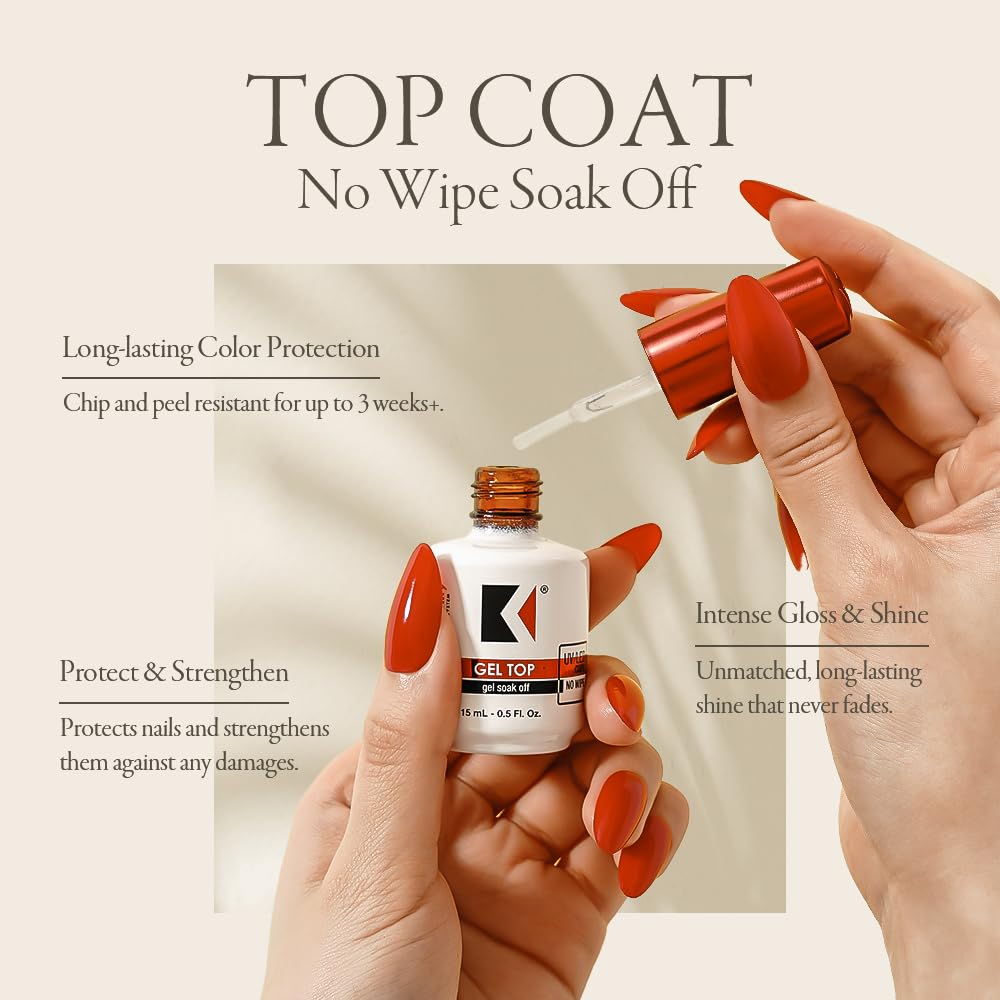 TOP COAT
No Wipe Soak Off
Long-lasting Color Protection
Chip and peel resistant for up to 3 weeks+.
Protect & Strengthen
Protects nails and strengthens
them against any damages.
Intense Gloss & Shine
Unmatched, long-lasting
shine that never fades.
K®
GEL TOP
gel soak off
15 mL - 0.5 Fl. Oz.
NO WIPE